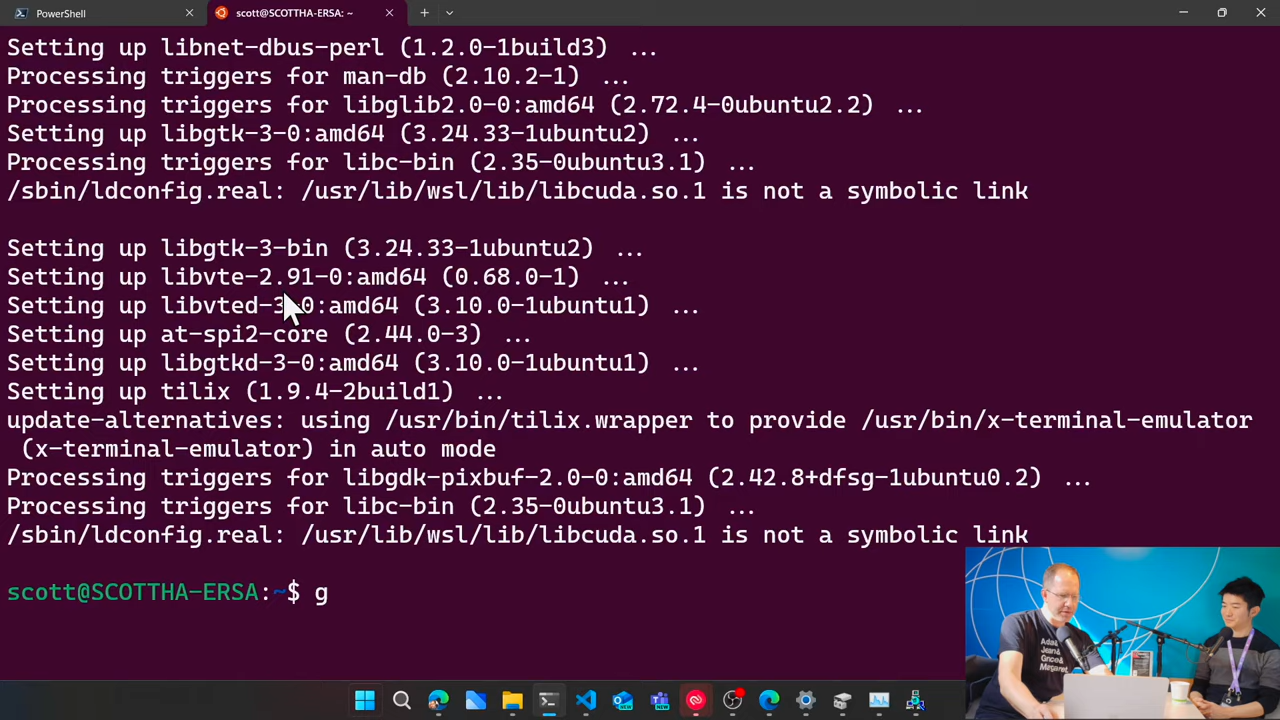 PowerShell
scott@SCOTTHA-ERSA: ~
Setting up libnet-dbus-perl (1.2.0-1build3) ...
Processing triggers for man-db (2.10.2-1) ...
Processing triggers for libglib2.0-0:amd64 (2.72.4-0ubuntu2.2) ...
Setting up libgtk-3-0:amd64 (3.24.33-1ubuntu2) ...
Processing triggers for libc-bin (2.35-0ubuntu3.1) ...
/sbin/ldconfig.real: /usr/lib/wsl/lib/libcuda.so.1 is not a symbolic link
Setting up libgtk-3-bin (3.24.33-1ubuntu2) ...
Setting up libvte-2.91-0:amd64 (0.68.0-1) ...
Setting up libvted-3-0:amd64 (3.10.0-1ubuntu1) ...
Setting up at-spi2-core (2.44.0-3) ...
Setting up libgtkd-3-0:amd64 (3.10.0-1ubuntu1) ...
Setting up tilix (1.9.4-2build1) ...
update-alternatives: using /usr/bin/tilix.wrapper to provide /usr/bin/x-terminal-emulator
(x-terminal-emulator) in auto mode
Processing triggers for libgdk-pixbuf-2.0-0:amd64 (2.42.8+dfsg-1ubuntu0.2) ...
Processing triggers for libc-bin (2.35-0ubuntu3.1) ...
/sbin/ldconfig.real: /usr/lib/wsl/lib/libcuda.so.1 is not a symbolic link
scott@SCOTTHA-ERSA:~$ g
Ada&
Jean&
Grace&
Margaret